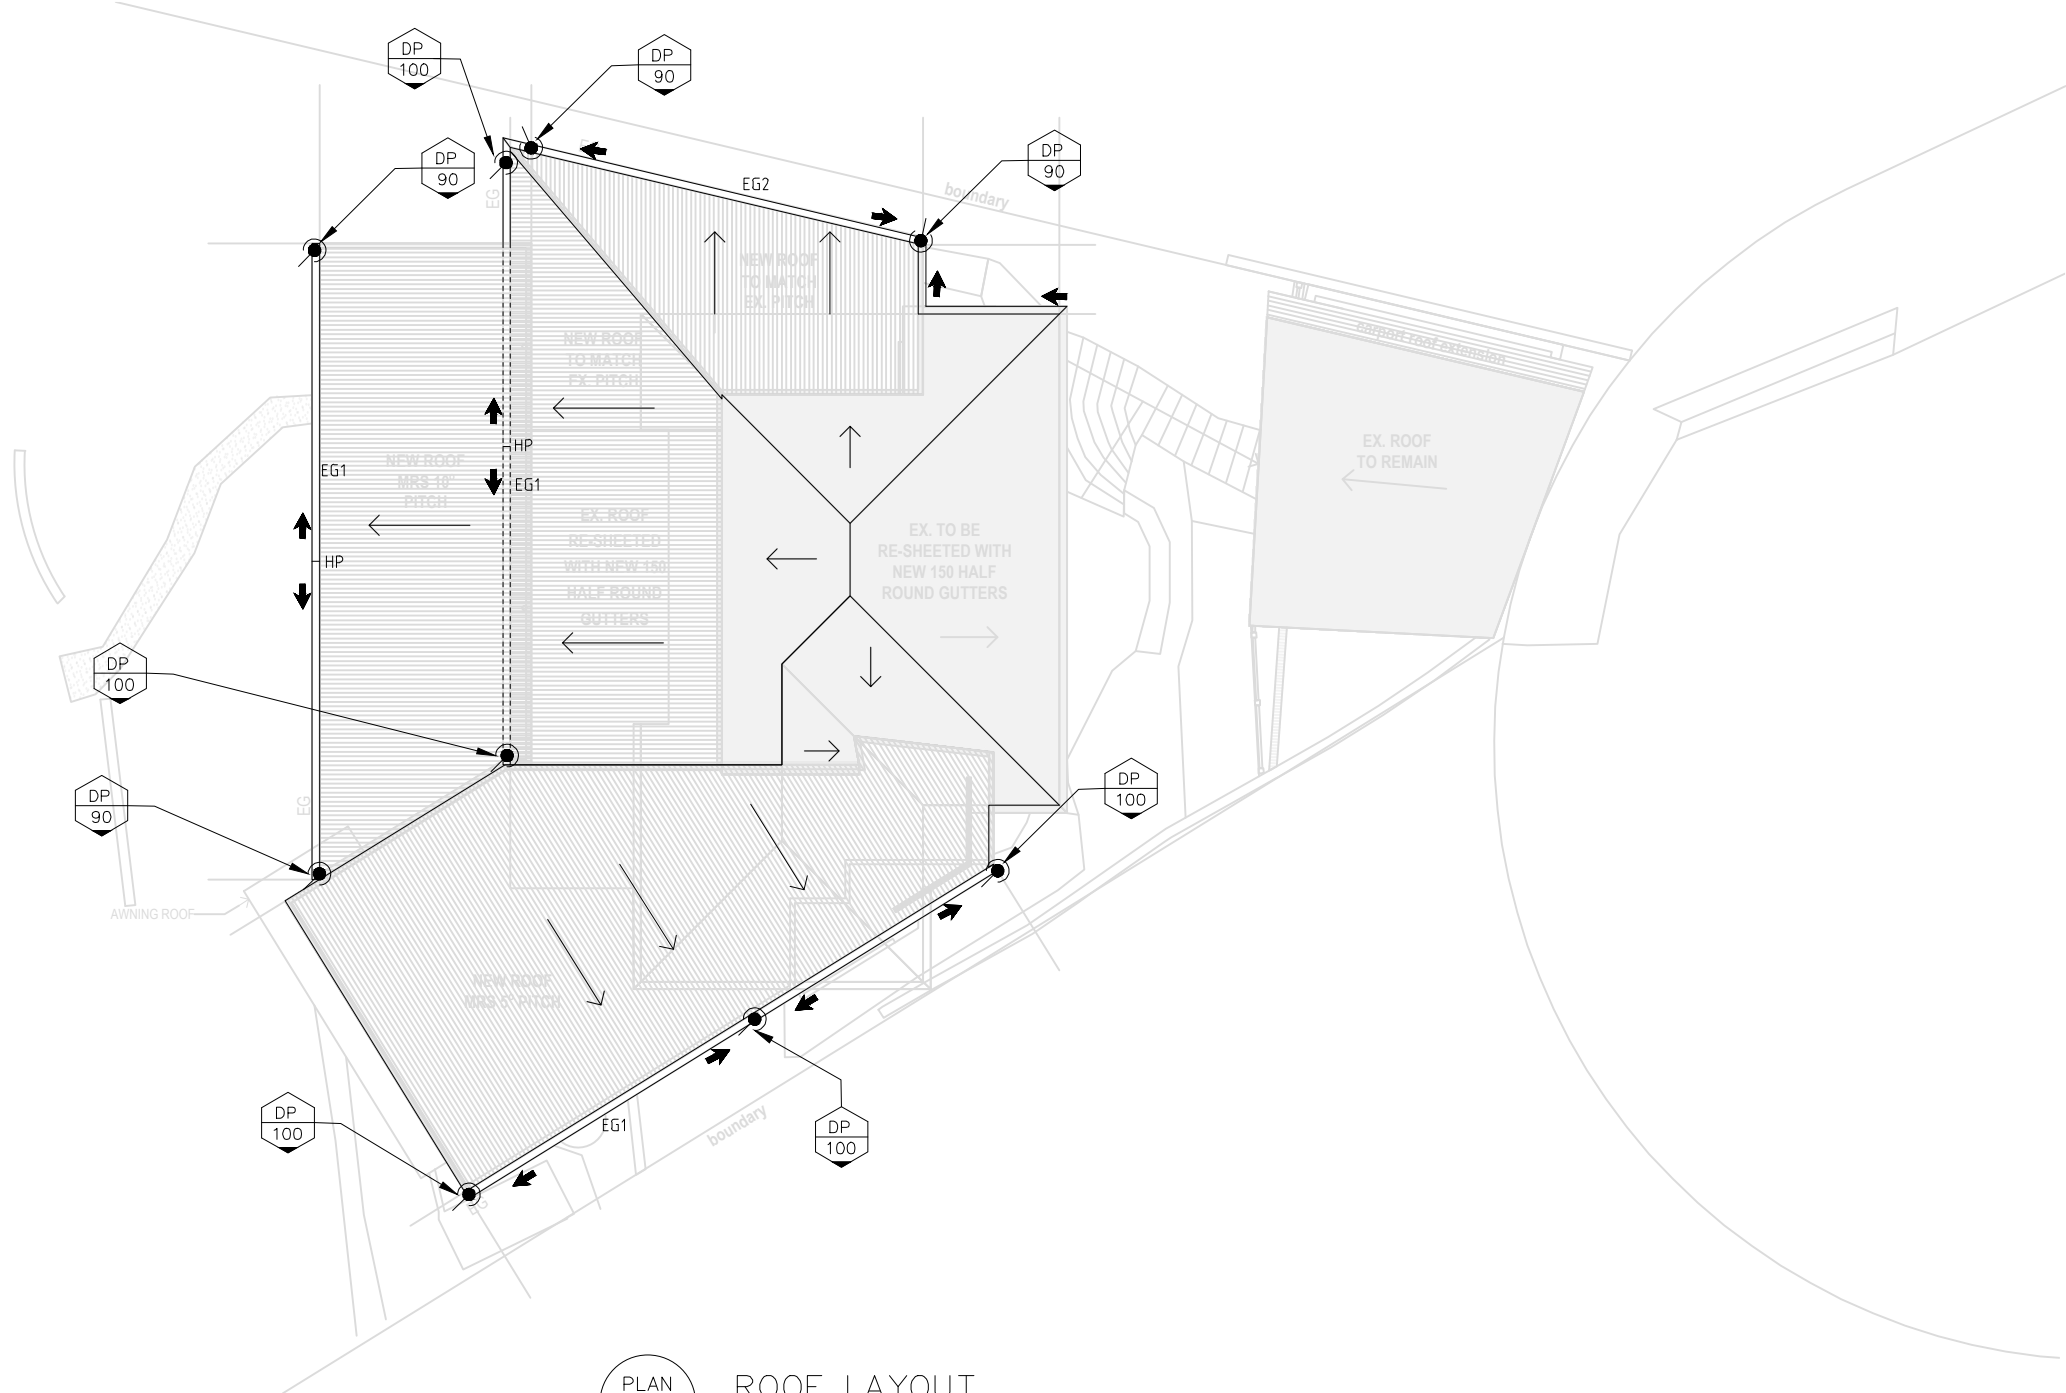 DP
100
DP
90
DP
90
DP
90
EG2
boundary
EG
NEW ROOF
TO MATCH
EX. PITCH
NEW ROOF
TO MATCH
EX. PITCH
carport roof extension
HP
EG1
EG1
NEW ROOF
MRS 10°
PITCH
EX. ROOF
TO REMAIN
EX. ROOF
RE-SHEETED
WITH NEW 150
HALF ROUND
GUTTERS
EX. TO BE
RE-SHEETED WITH
NEW 150 HALF
ROUND GUTTERS
HP
DP
100
DP
90
EG
DP
100
AWNING ROOF
NEW ROOF
MRS 5° PITCH
DP
100
EG1
boundary
DP
100
EG
PLAN
ROOF LAYOUT